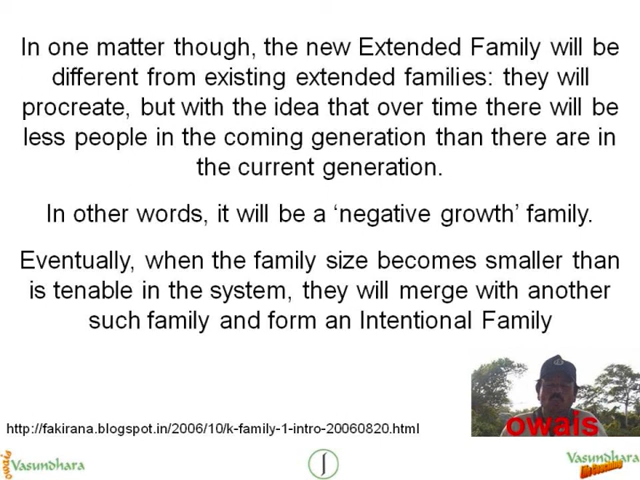 In one matter though, the new Extended Family will be
different from existing extended families: they will
procreate, but with the idea that over time there will be
less people in the coming generation than there are in
the current generation.
In other words, it will be a ‘negative growth’ family.
Eventually, when the family size becomes smaller than
is tenable in the system, they will merge with another
such family and form an Intentional Family
owais
http://fakirana.blogspot.in/2006/10/k-family-1-intro-20060820.html
owais
Vasundhara
Vasundhara